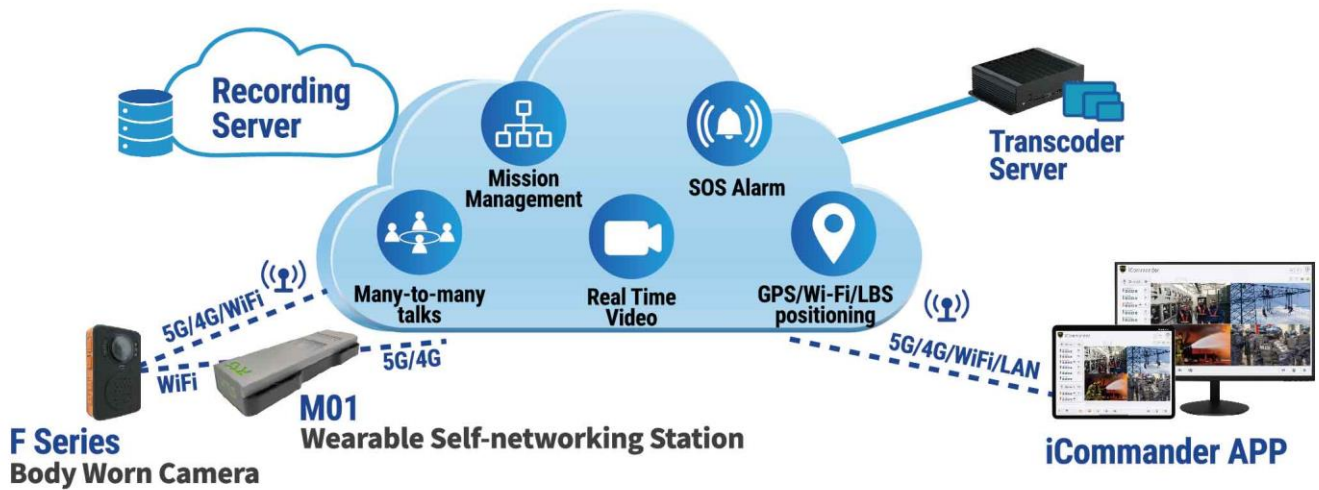 Recording
Server
Mission
Management
SOS Alarm
Transcoder
Server
Many-to-many
talks
Real Time
Video
GPS/Wi-Fi/LBS
positioning
5G/4G/WiFi
WiFi
5G/4G
5G/4G/WiFi/LAN
F Series
Body Worn Camera
M01
Wearable Self-networking Station
iCommander
iCommander APP